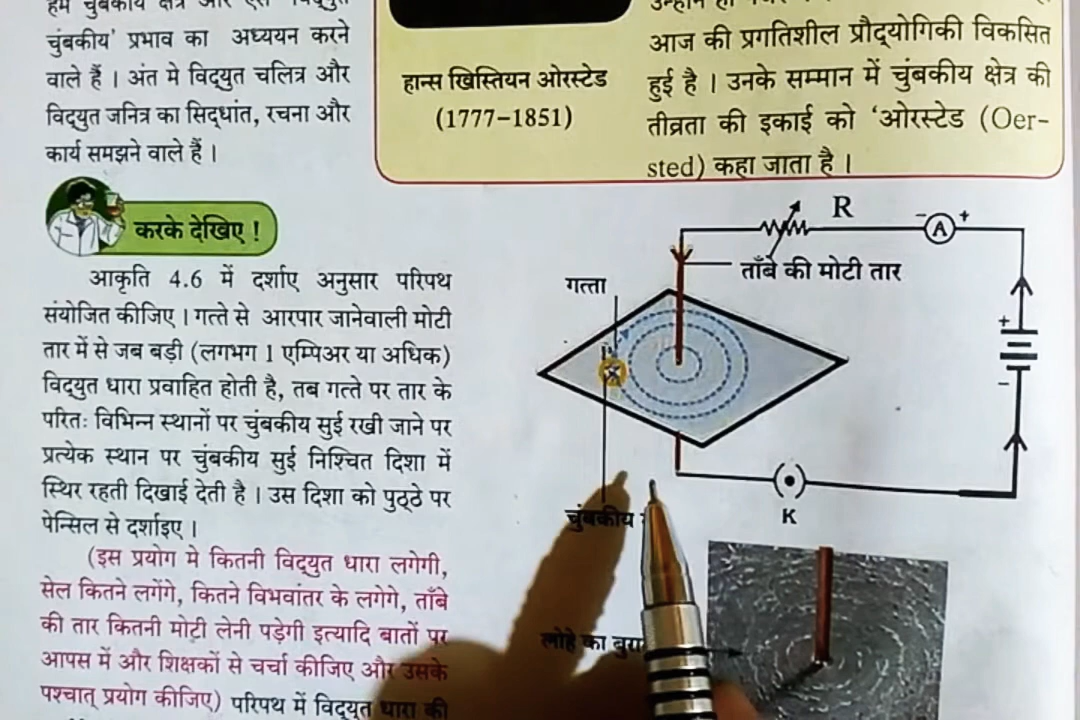 हम चुंबकीय क्षेत्र और
चुंबकीय' प्रभाव का अध्ययन करने
वाले हैं । अंत मे विद्‌युत चलित्र और
विद्‌युत जनित्र का सिद्‌धांत, रचना और
कार्य समझने वाले हैं ।
हान्स ख्रिस्तियन ओरस्टेड
(1777-1851)
आज की प्रगतिशील प्रौद्‌योगिकी विकसित
हुई है । उनके सम्मान में चुंबकीय क्षेत्र की
तीव्रता की इकाई को 'ओरस्टेड (Oer-
sted) कहा जाता है ।
करके देखिए !
आकृति 4.6 में दर्शाए अनुसार परिपथ
संयोजित कीजिए । गत्ते से आरपार जानेवाली मोटी
तार में से जब बड़ी (लगभग 1 एम्पिअर या अधिक)
विद्‌युत धारा प्रवाहित होती है, तब गत्ते पर तार के
परितः विभिन्न स्थानों पर चुंबकीय सुई रखी जाने पर
प्रत्येक स्थान पर चुंबकीय सुई निश्चित दिशा में
स्थिर रहती दिखाई देती है । उस दिशा को पुठ्ठे पर
पेन्सिल से दर्शाइए ।
(इस प्रयोग मे कितनी विद्‌युत धारा लगेगी,
सेल कितने लगेंगे, कितने विभवांतर के लगेगे, ताँबे
की तार कितनी मोटी लेनी पड़ेगी इत्यादि बातों पर
आपस में और शिक्षकों से चर्चा कीजिए और उसके
पश्चात् प्रयोग कीजिए) परिपथ में विद्‌युत धारा की
R
- A +
ताँबे की मोटी तार
गत्ता
+
-
K
चुंबकीय
लोहे का बुरा